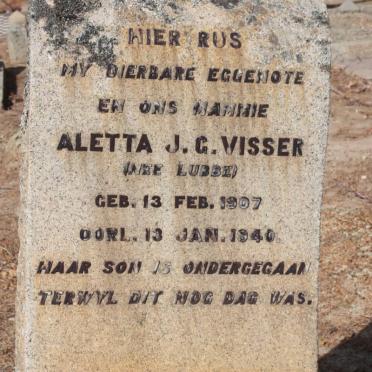 HIER RUS
MY DIERBARE EGGENOTE
EN ONS MAMMIE
ALETTA J. G. VISSER
(NEE LUBBE)
GEB. 13 FEB. 1907
OORL. 13 JAN. 1940.
HAAR SON IS ONDERGEGAAN
TERWYL DIT NOG DAG WAS.